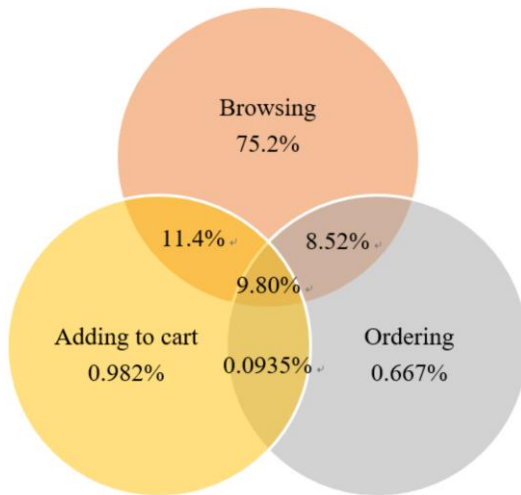 Browsing
75.2%
11.4%
8.52%
9.80%
Adding to cart
0.982%
0.0935%
Ordering
0.667%